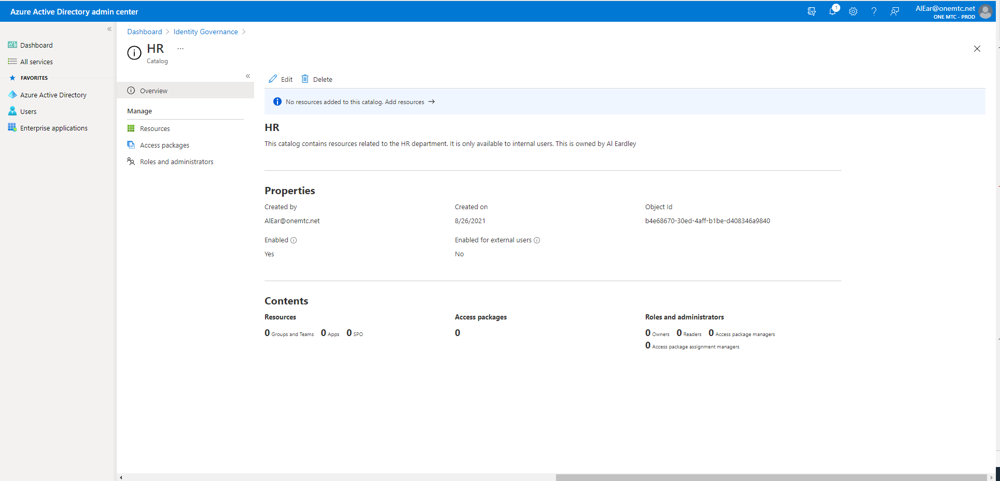 Azure Active Directory admin center
1
AlEar@onemtc.net
ONE MTC - PROD
Dashboard
All services
FAVORITES
Azure Active Directory
Users
Enterprise applications
Dashboard > Identity Governance >
HR ...
Catalog
Overview
Manage
Resources
Access packages
Roles and administrators
Edit Delete
No resources added to this catalog. Add resources →
HR
This catalog contains resources related to the HR department. It is only available to internal users. This is owned by Al Eardley
Properties
Created by Created on Object Id
AlEar@onemtc.net 8/26/2021 b4e68670-30ed-4aff-b1be-d408346a9840
Enabled Enabled for external users
Yes No
Contents
Resources Access packages Roles and administrators
0 Groups and Teams 0 Apps 0 SPO 0 0 Owners 0 Readers 0 Access package managers
0 Access package assignment managers